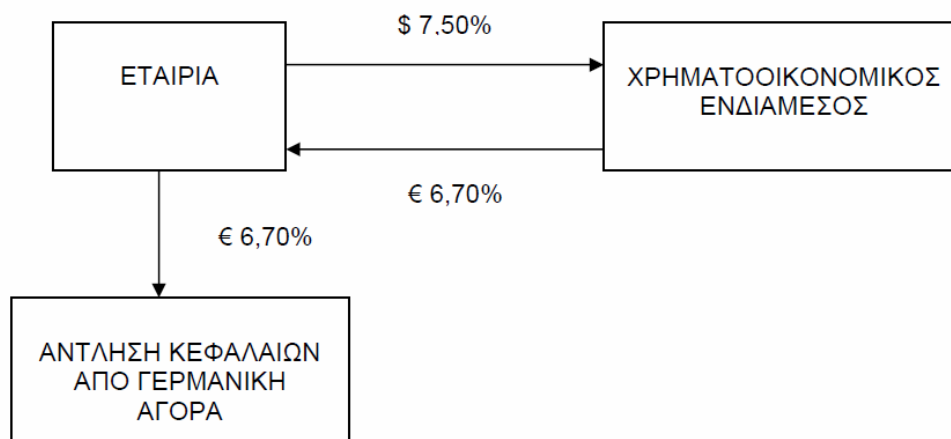 $ 7,50%
ΕΤΑΙΡΙΑ
ΧΡΗΜΑΤΟΟΙΚΟΝΟΜΙΚΟΣ
ΕΝΔΙΑΜΕΣΟΣ
€ 6,70%
€ 6,70%
ΑΝΤΛΗΣΗ ΚΕΦΑΛΑΙΩΝ
ΑΠΟ ΓΕΡΜΑΝΙΚΗ
ΑΓΟΡΑ